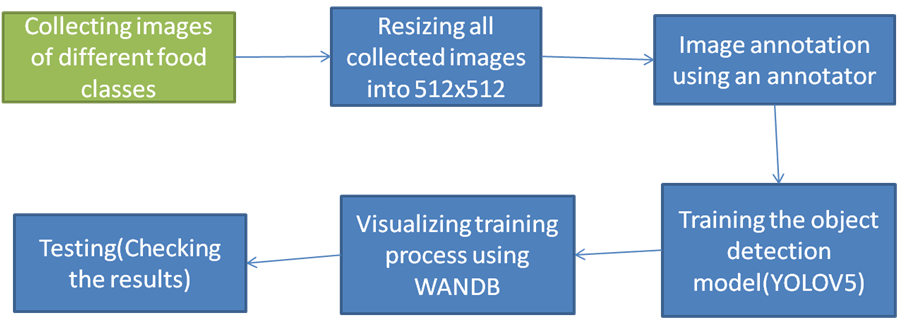 Collecting images
of different food
classes
Resizing all
collected images
into 512x512
Image annotation
using an annotator
Training the object
detection
model(YOLOV5)
Visualizing training
process using
WANDB
Testing(Checking
the results)